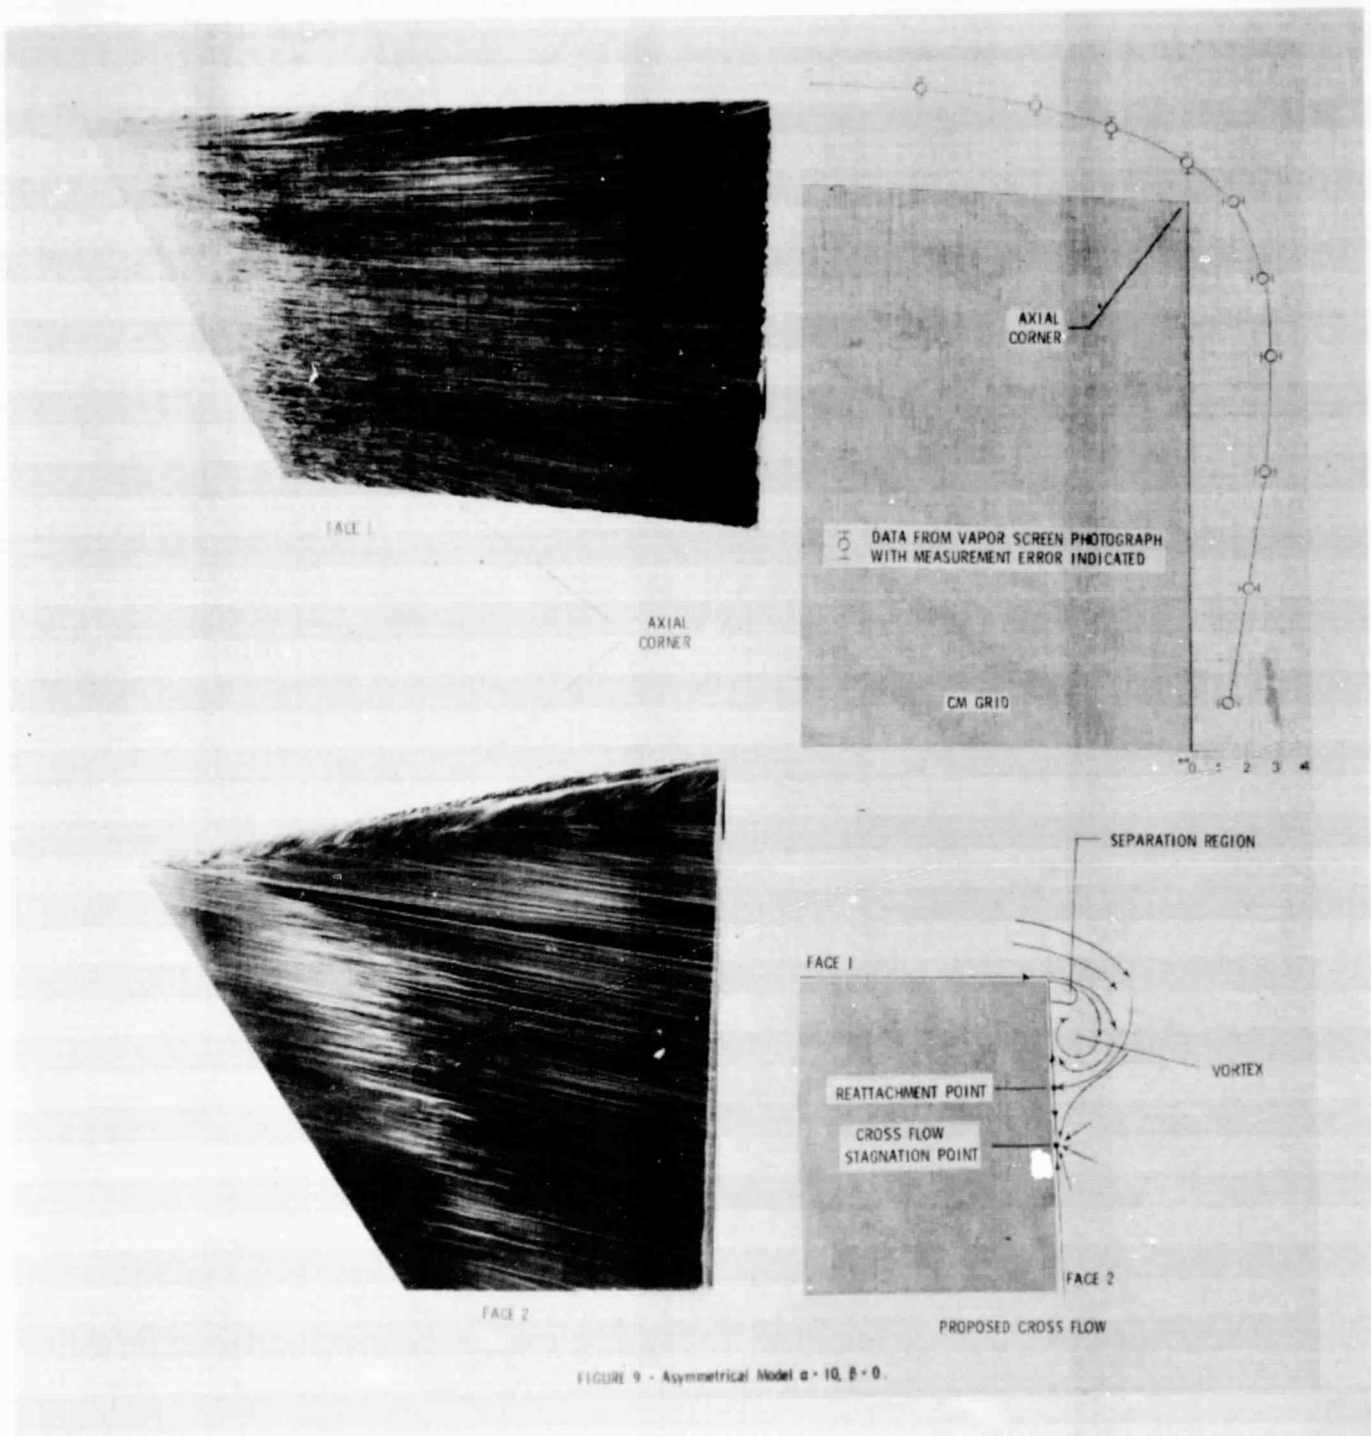 FACE 1
AXIAL
CORNER
AXIAL
CORNER
DATA FROM VAPOR SCREEN PHOTOGRAPH
WITH MEASUREMENT ERROR INDICATED
CM GRID
0 1 2 3 4
FACE 2
SEPARATION REGION
FACE 1
VORTEX
REATTACHMENT POINT
CROSS FLOW
STAGNATION POINT
FACE 2
PROPOSED CROSS FLOW
FIGURE 9 - Asymmetrical Model α = 10, β = 0.